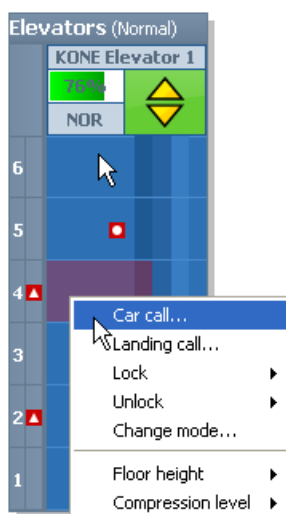 Elevators (Normal)
KONE Elevator 1
76%
NOR
6
5
4
Car call...
Landing call...
3
Lock
Unlock
2
Change mode...
1
Floor height
Compression level